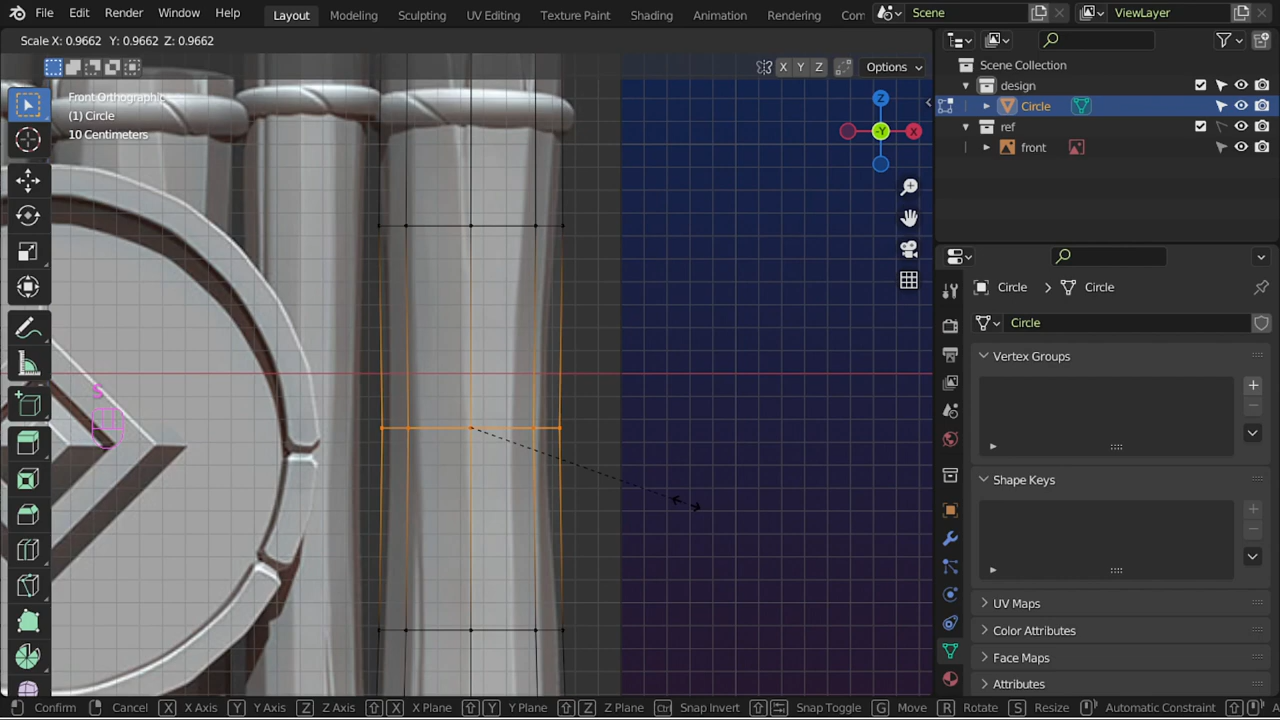 File Edit Render Window Help Layout Modeling Sculpting UV Editing Texture Paint Shading Animation Rendering Com Scene ViewLayer
Scale X: 0.9662 Y: 0.9662 Z: 0.9662
X Y Z Options
Front Orthographic
(1) Circle
10 Centimeters
Z
-Y
X
S
Scene Collection
design
Circle
ref
front
Circle > Circle
Circle
Vertex Groups
Shape Keys
UV Maps
Color Attributes
Face Maps
Attributes
Confirm Cancel X X Axis Y Y Axis Z Z Axis X X Plane Y Y Plane Z Z Plane Ctrl Snap Invert Snap Toggle G Move R Rotate S Resize Automatic Constraint